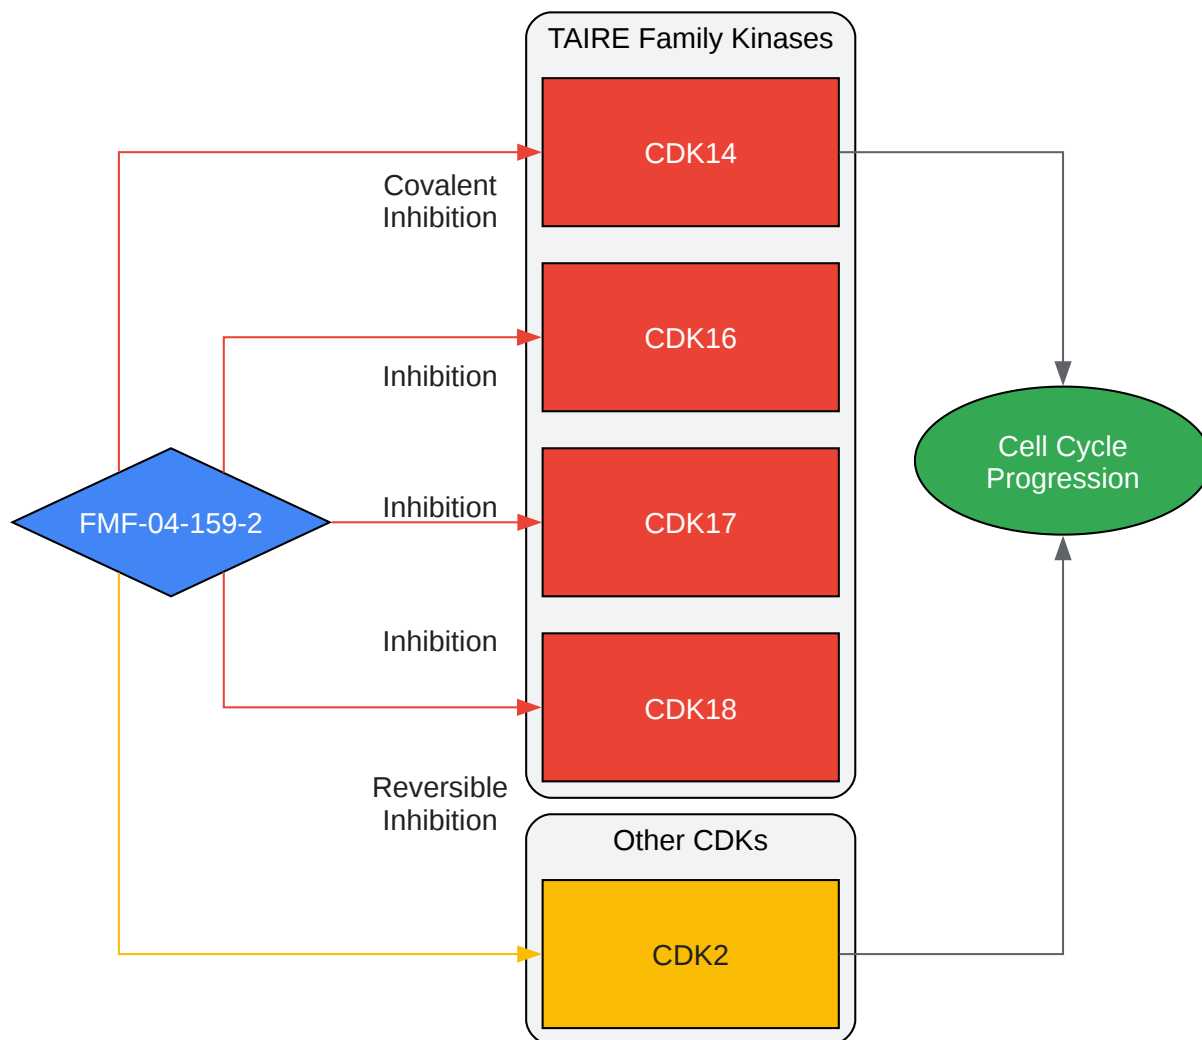 TAIRE Family Kinases
CDK14
Covalent
Inhibition
CDK16
Inhibition
Cell Cycle
Progression
FMF-04-159-2
Inhibition
CDK17
Inhibition
CDK18
Reversible
Inhibition
Other CDKs
CDK2